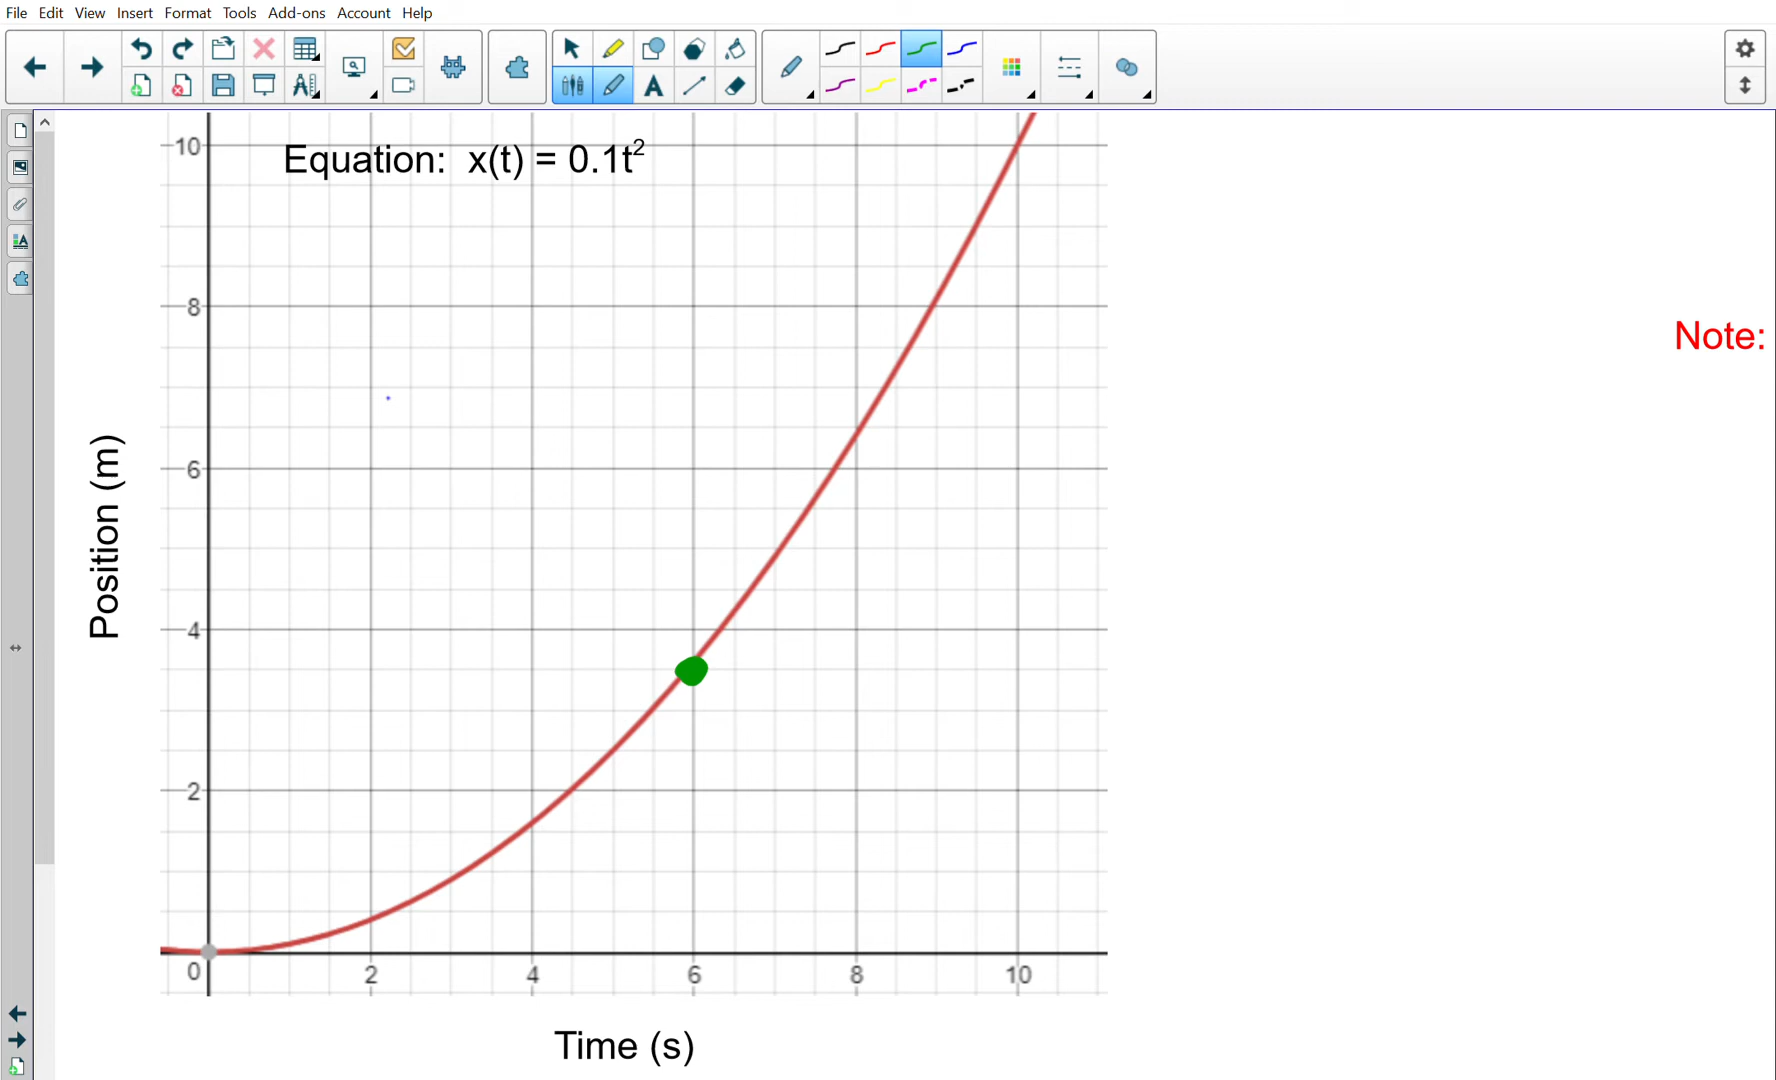 File Edit View Insert Format Tools Add-ons Account Help
A
A
Equation: x(t) = 0.1t²
Note:
Position (m)
10
8
6
4
2
0
2 4 6 8 10
Time (s)